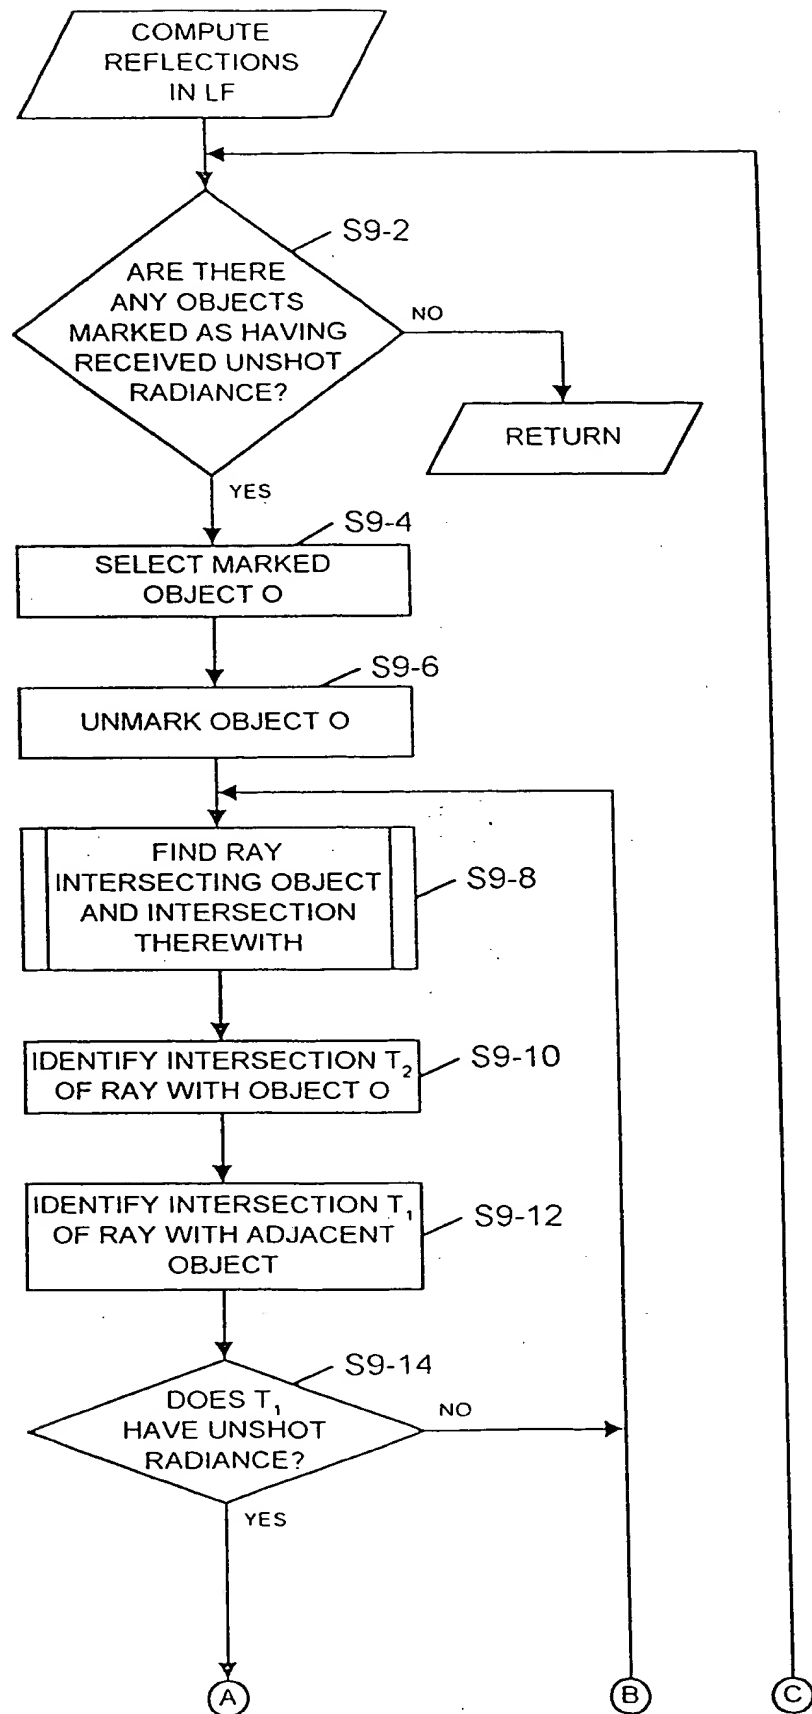 COMPUTE
REFLECTIONS
IN LF
S9-2
ARE THERE
ANY OBJECTS
MARKED AS HAVING
RECEIVED UNSHOT
RADIANCE?
NO
RETURN
YES
S9-4
SELECT MARKED
OBJECT O
S9-6
UNMARK OBJECT O
FIND RAY
INTERSECTING OBJECT
AND INTERSECTION
THEREWITH
S9-8
IDENTIFY INTERSECTION T₂
OF RAY WITH OBJECT O
S9-10
IDENTIFY INTERSECTION T₁
OF RAY WITH ADJACENT
OBJECT
S9-12
S9-14
DOES T₁
HAVE UNSHOT
RADIANCE?
NO
YES
A
B
C